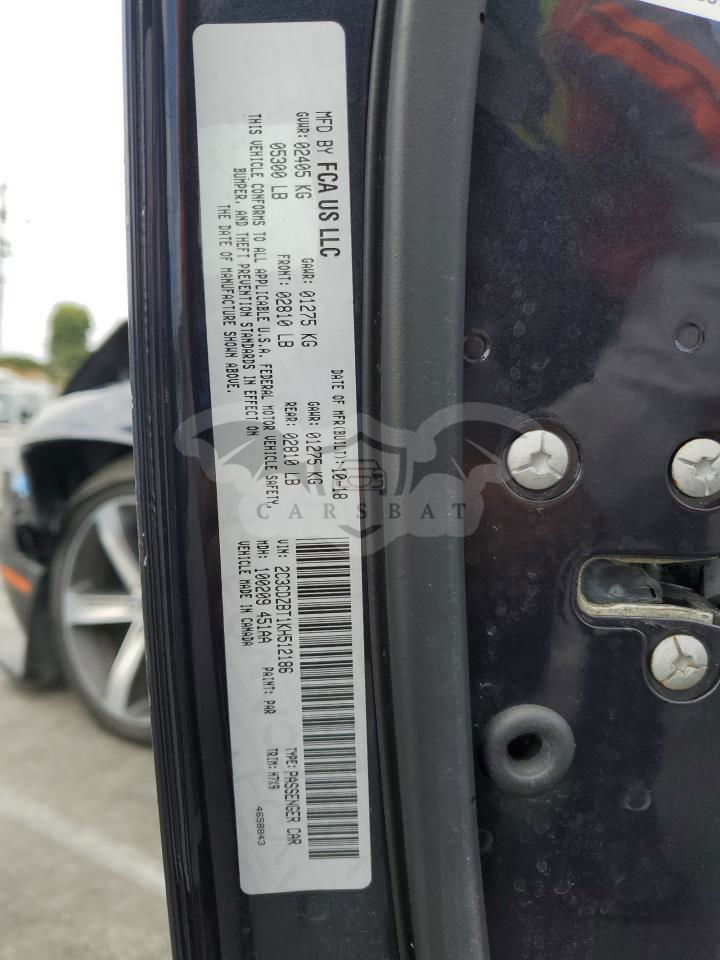 MFD BY FCA US LLC
DATE OF MFR(BUILT):10-18
GVWR: 02405 KG
GAWR: 01275 KG
GAWR: 01275 KG
05300 LB
FRONT: 02810 LB
REAR: 02810 LB
THIS VEHICLE CONFORMS TO ALL APPLICABLE U.S.A. FEDERAL MOTOR VEHICLE SAFETY,
BUMPER, AND THEFT PREVENTION STANDARDS IN EFFECT ON
THE DATE OF MANUFACTURE SHOWN ABOVE.
VIN: 2C3CDZBT1KH512186
TYPE: PASSENGER CAR
MDH: 100209 451AA
PAINT: PAR
TRIM: H7X9
VEHICLE MADE IN CANADA
4658843
CARSBAT